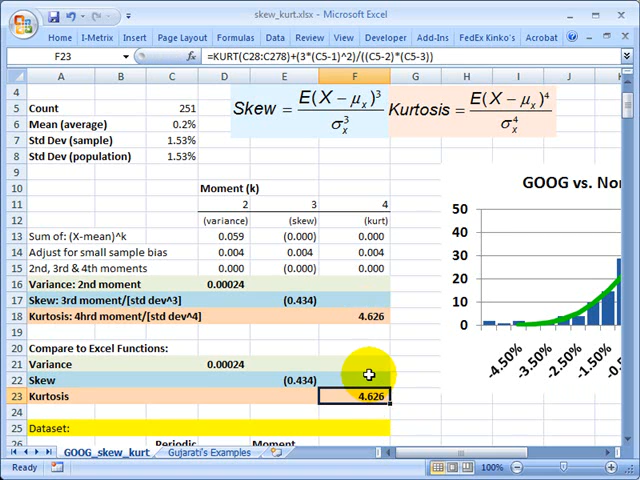 skew_kurt.xlsx - Microsoft Excel
Home I-Metrix Insert Page Layout Formulas Data Review View Developer Add-Ins FedEx Kinko's Acrobat
F23 fx =KURT(C28:C278)+(3*(C5-1)^2)/((C5-2)*(C5-3))
A B C D E F G H I J K
4
5 Count 251
6 Mean (average) 0.2%
7 Std Dev (sample) 1.53%
8 Std Dev (population) 1.53%
Skew = E(X − μx)³ / σx³ Kurtosis = E(X − μx)⁴ / σx⁴
9
10 Moment (k)
11 2 3 4
12 (variance) (skew) (kurt)
13 Sum of: (X-mean)^k 0.059 (0.000) 0.000
14 Adjust for small sample bias 0.004 0.004 0.004
15 2nd, 3rd & 4th moments 0.000 (0.000) 0.000
16 Variance: 2nd moment 0.00024
17 Skew: 3rd moment/[std dev^3] (0.434)
18 Kurtosis: 4hrd moment/[std dev^4] 4.626
19
20 Compare to Excel Functions:
21 Variance 0.00024
22 Skew (0.434)
23 Kurtosis 4.626
24
25 Dataset:
26 Periodic Moment
GOOG vs. Nor
50
40
30
20
10
0
-4.50% -3.50% -2.50% -1.50% -0.5
GOOG_skew_kurt Gujarati's Examples
Ready 100%